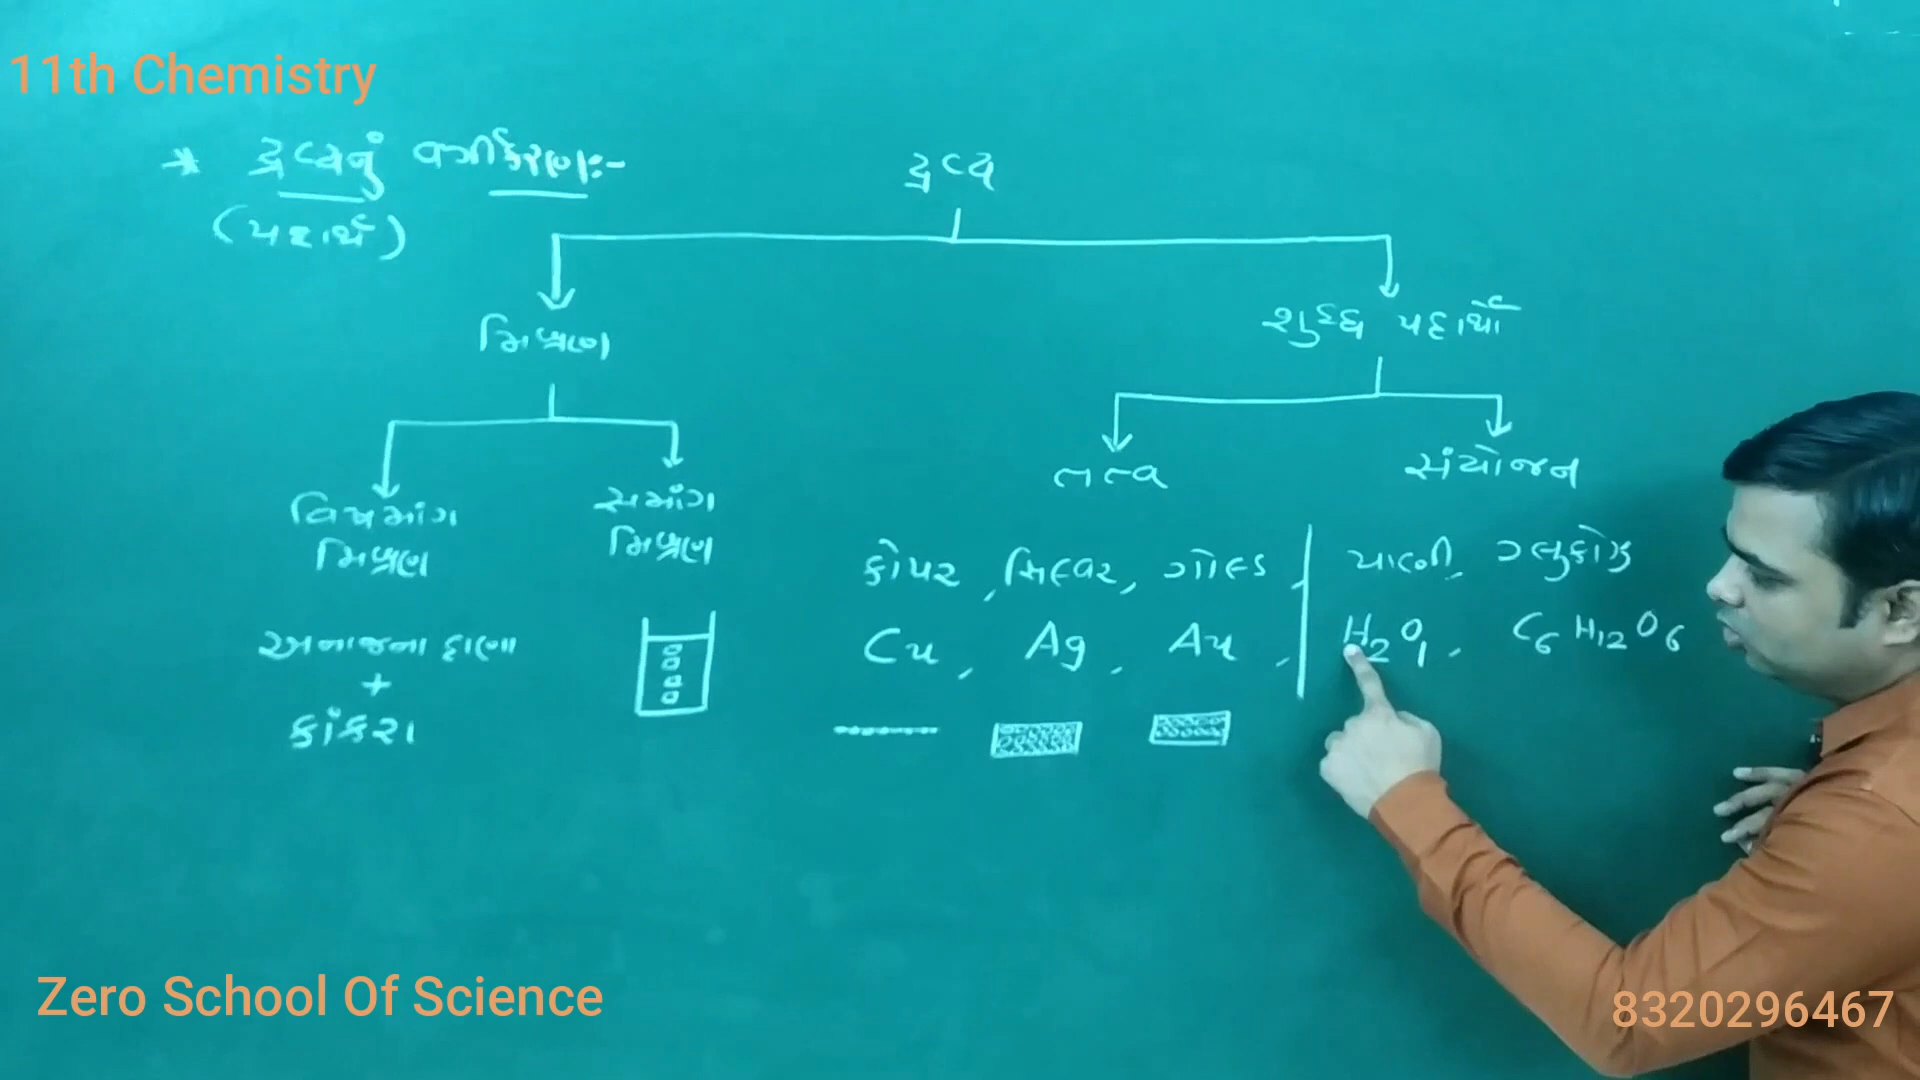 11th Chemistry
* દ્રવ્યનું વર્ગીકરણ:-
(પદાર્થ)
દ્રવ્ય
મિશ્રણ
શુદ્ધ પદાર્થો
તત્વ
સંયોજન
વિષમાંગ
મિશ્રણ
સમાંગ
મિશ્રણ
કોપર, સિલ્વર, ગોલ્ડ,
પાણી, ગ્લુકોઝ
Cu, Ag, Au,
H₂O₁, C₆H₁₂O₆
અનાજના દાણા
+
કાંકરા
Zero School Of Science
8320296467